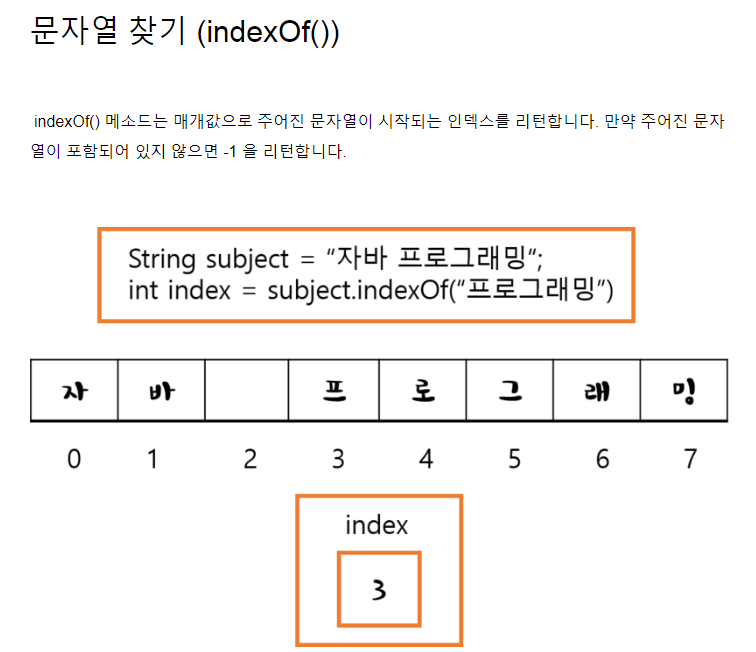 문자열 찾기 (indexOf())
indexOf() 메소드는 매개값으로 주어진 문자열이 시작되는 인덱스를 리턴합니다. 만약 주어진 문자
열이 포함되어 있지 않으면 -1 을 리턴합니다.
String subject = "자바 프로그래밍";
int index = subject.indexOf("프로그래밍")
자 바 프 로 그 래 밍
0 1 2 3 4 5 6 7
index
3